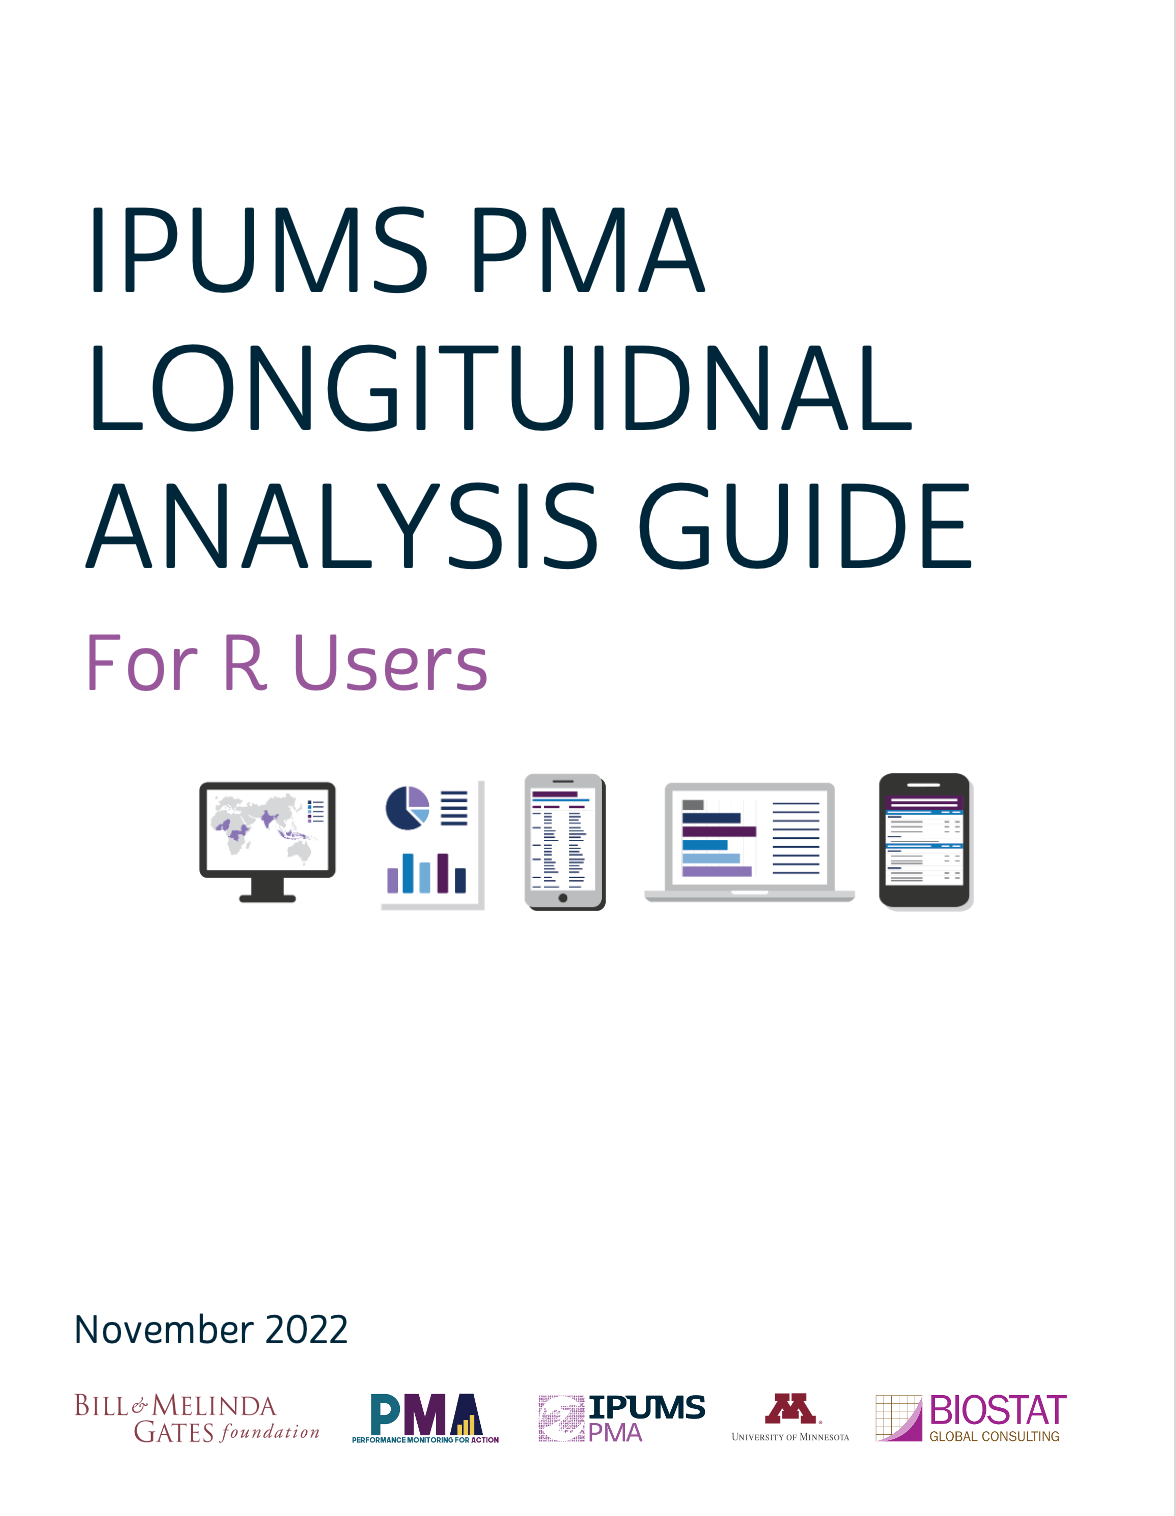 IPUMS PMA
LONGITUIDNAL
ANALYSIS GUIDE
For R Users
November 2022
BILL & MELINDA
GATES foundation
PMA
PERFORMANCE MONITORING FOR ACTION
IPUMS
PMA
M
UNIVERSITY OF MINNESOTA
BIOSTAT
GLOBAL CONSULTING